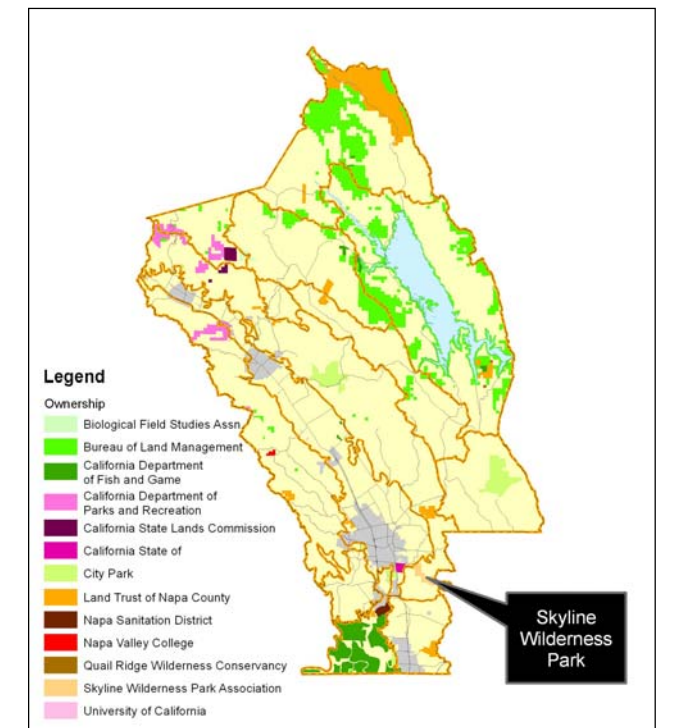 Legend
Ownership
Biological Field Studies Assn.
Bureau of Land Management
California Department
of Fish and Game
California Department of
Parks and Recreation
California State Lands Commission
California State of
City Park
Land Trust of Napa County
Napa Sanitation District
Napa Valley College
Quail Ridge Wilderness Conservancy
Skyline Wilderness Park Association
University of California
Skyline
Wilderness
Park